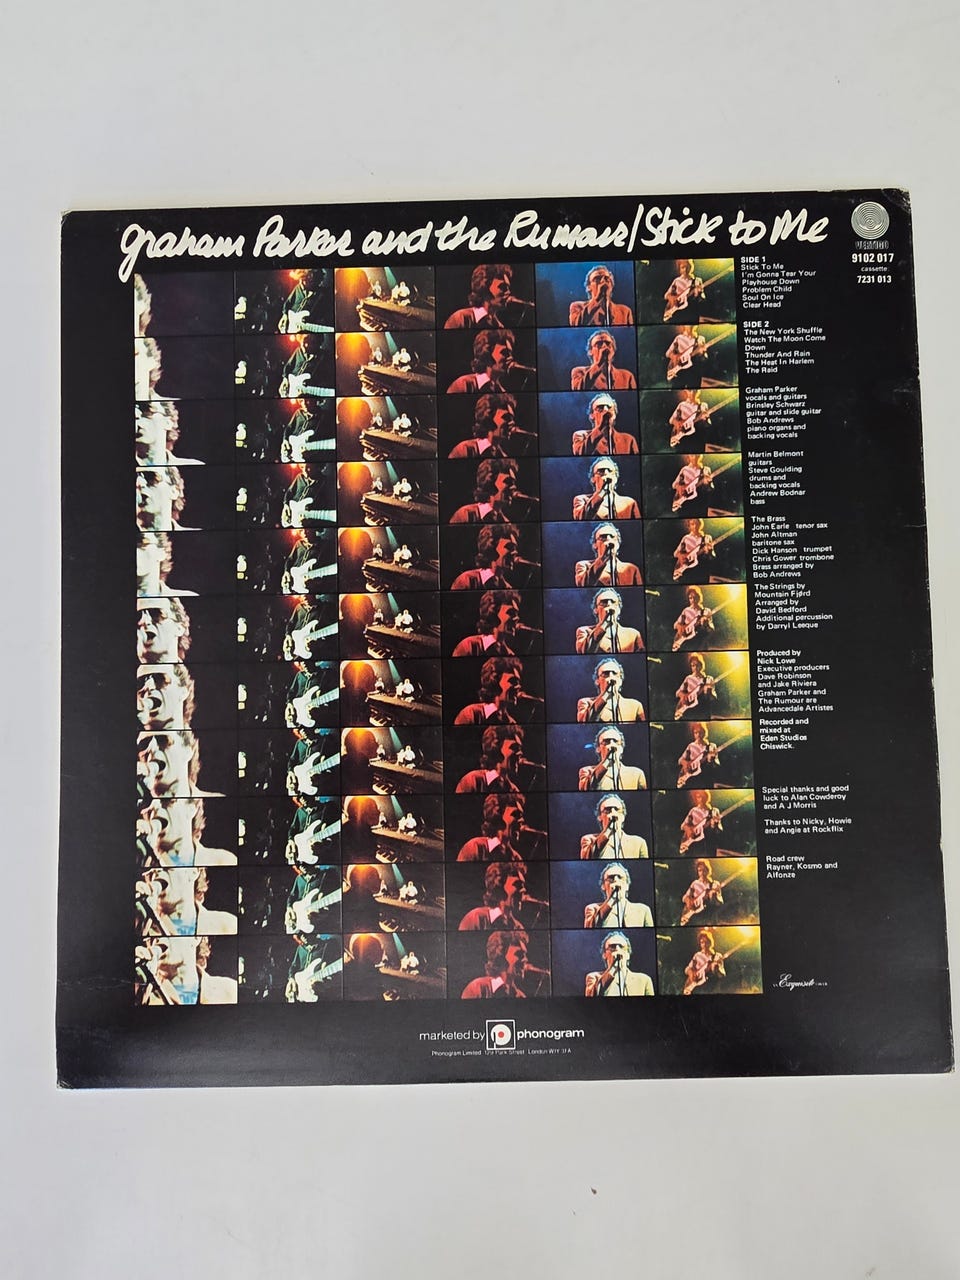 Graham Parker and the Rumour/Stick to Me
VERTIGO
9102 017
cassette:
7231 013
SIDE 1
Stick To Me
I'm Gonna Tear Your
Playhouse Down
Problem Child
Soul On Ice
Clear Head
SIDE 2
The New York Shuffle
Watch The Moon Come
Down
Thunder And Rain
The Heat In Harlem
The Raid
Graham Parker
vocals and guitars
Brinsley Schwarz
guitar and slide guitar
Bob Andrews
piano organs and
backing vocals
Martin Belmont
guitars
Steve Goulding
drums and
backing vocals
Andrew Bodnar
bass
The Brass
John Earle tenor sax
John Altman
baritone sax
Dick Hanson trumpet
Chris Gower trombone
Brass arranged by
Bob Andrews
The Strings by
Mountain Fjørd
Arranged by
David Bedford
Additional percussion
by Darryl Leeque
Produced by
Nick Lowe
Executive producers
Dave Robinson
and Jake Riviera
Graham Parker and
The Rumour are
Advancedale Artistes
Recorded and
mixed at
Eden Studios
Chiswick.
Special thanks and good
luck to Alan Cowderoy
and A J Morris
Thanks to Nicky, Howie
and Angie at Rockflix
Road crew
Rayner, Kosmo and
Alfonze
marketed by p phonogram
Phonogram Limited 129 Park Street London W1Y 3FA